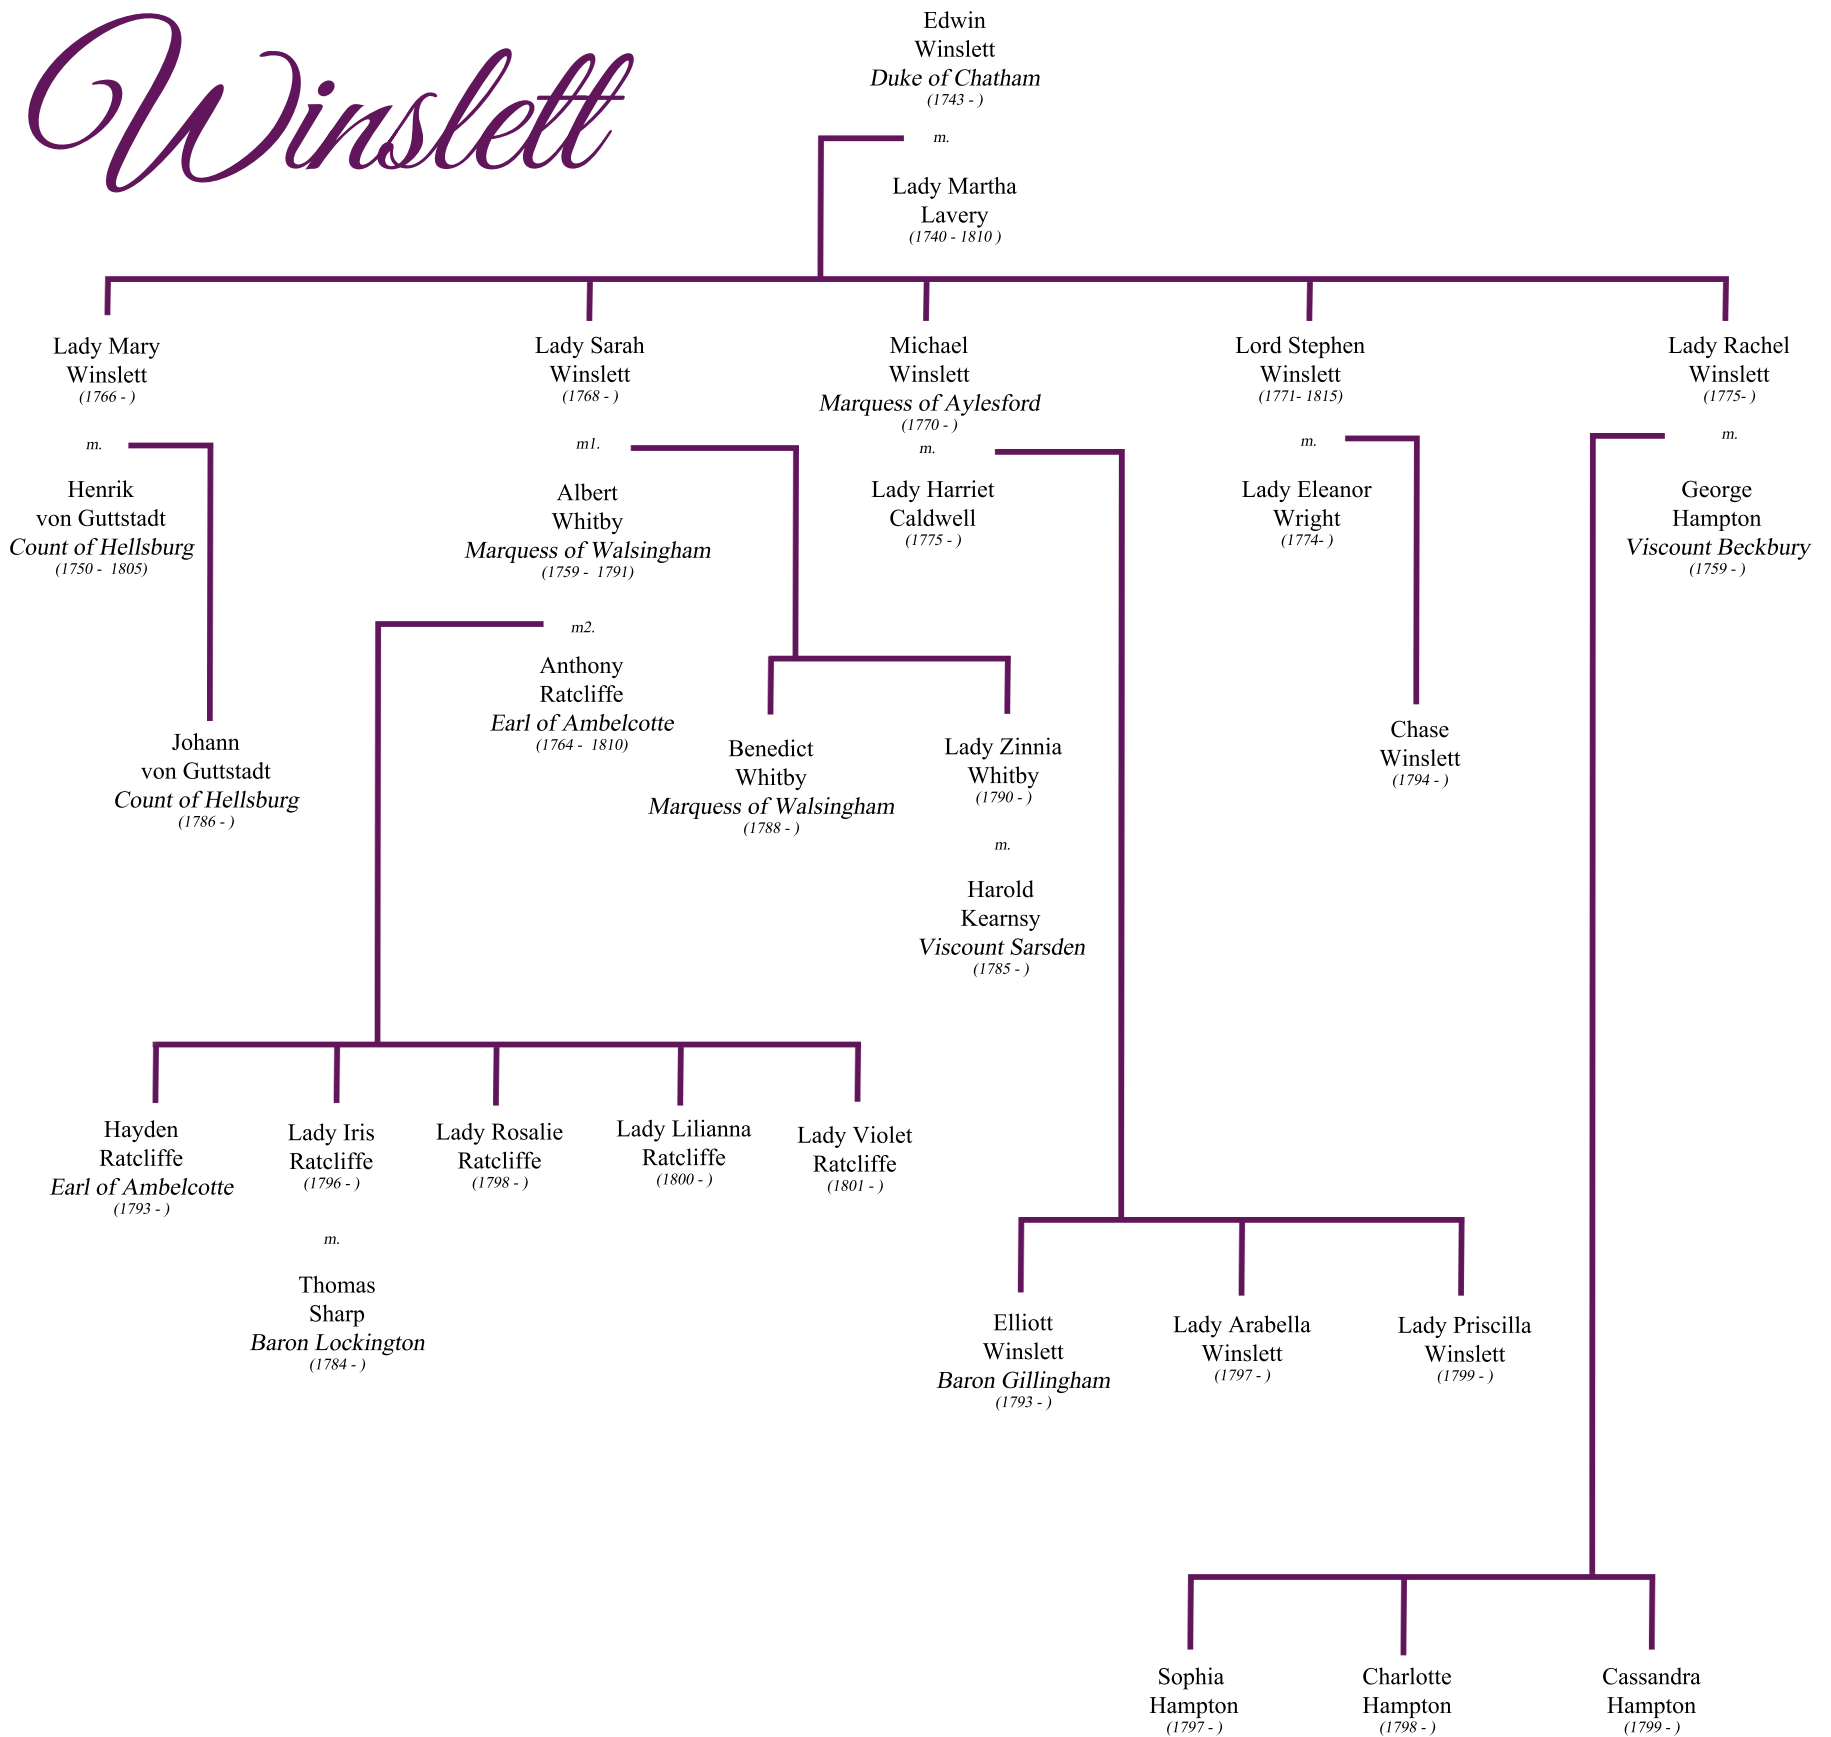 Winslett
Edwin
Winslett
Duke of Chatham
(1743 - )
m.
Lady Martha
Lavery
(1740 - 1810 )
Lady Mary
Winslett
(1766 - )
m.
Henrik
von Guttstadt
Count of Hellsburg
(1750 - 1805)
Lady Sarah
Winslett
(1768 - )
m1.
Albert
Whitby
Marquess of Walsingham
(1759 - 1791)
m2.
Anthony
Ratcliffe
Earl of Ambelcotte
(1764 - 1810)
Michael
Winslett
Marquess of Aylesford
(1770 - )
m.
Lady Harriet
Caldwell
(1775 - )
Lord Stephen
Winslett
(1771- 1815)
m.
Lady Eleanor
Wright
(1774- )
Lady Rachel
Winslett
(1775- )
m.
George
Hampton
Viscount Beckbury
(1759 - )
Johann
von Guttstadt
Count of Hellsburg
(1786 - )
Benedict
Whitby
Marquess of Walsingham
(1788 - )
Lady Zinnia
Whitby
(1790 - )
m.
Harold
Kearnsy
Viscount Sarsden
(1785 - )
Chase
Winslett
(1794 - )
Hayden
Ratcliffe
Earl of Ambelcotte
(1793 - )
Lady Iris
Ratcliffe
(1796 - )
m.
Thomas
Sharp
Baron Lockington
(1784 - )
Lady Rosalie
Ratcliffe
(1798 - )
Lady Lilianna
Ratcliffe
(1800 - )
Lady Violet
Ratcliffe
(1801 - )
Elliott
Winslett
Baron Gillingham
(1793 - )
Lady Arabella
Winslett
(1797 - )
Lady Priscilla
Winslett
(1799 - )
Sophia
Hampton
(1797 - )
Charlotte
Hampton
(1798 - )
Cassandra
Hampton
(1799 - )